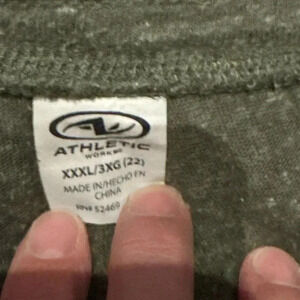 ATHLETIC
WORKS
XXXL/3XG (22)
MADE IN/HECHO EN
CHINA
RN# 52469